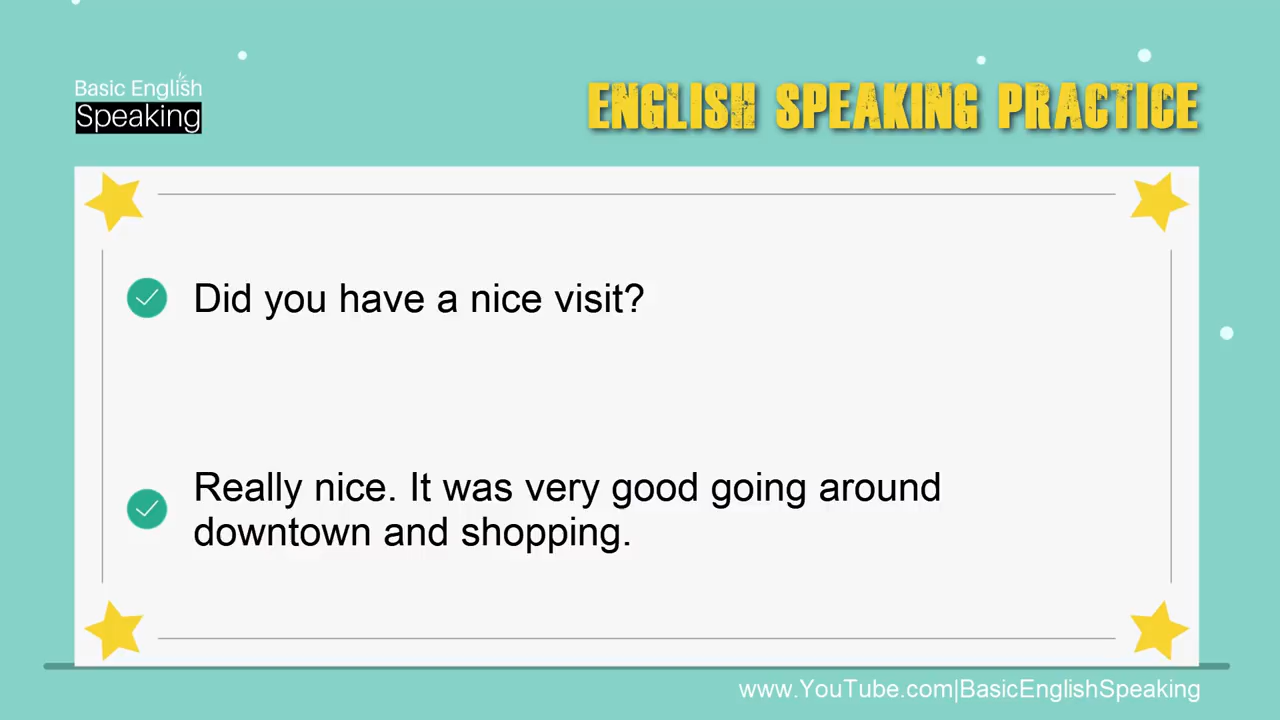 Basic English
Speaking
ENGLISH SPEAKING PRACTICE
Did you have a nice visit?
Really nice. It was very good going around
downtown and shopping.
www.YouTube.com|BasicEnglishSpeaking